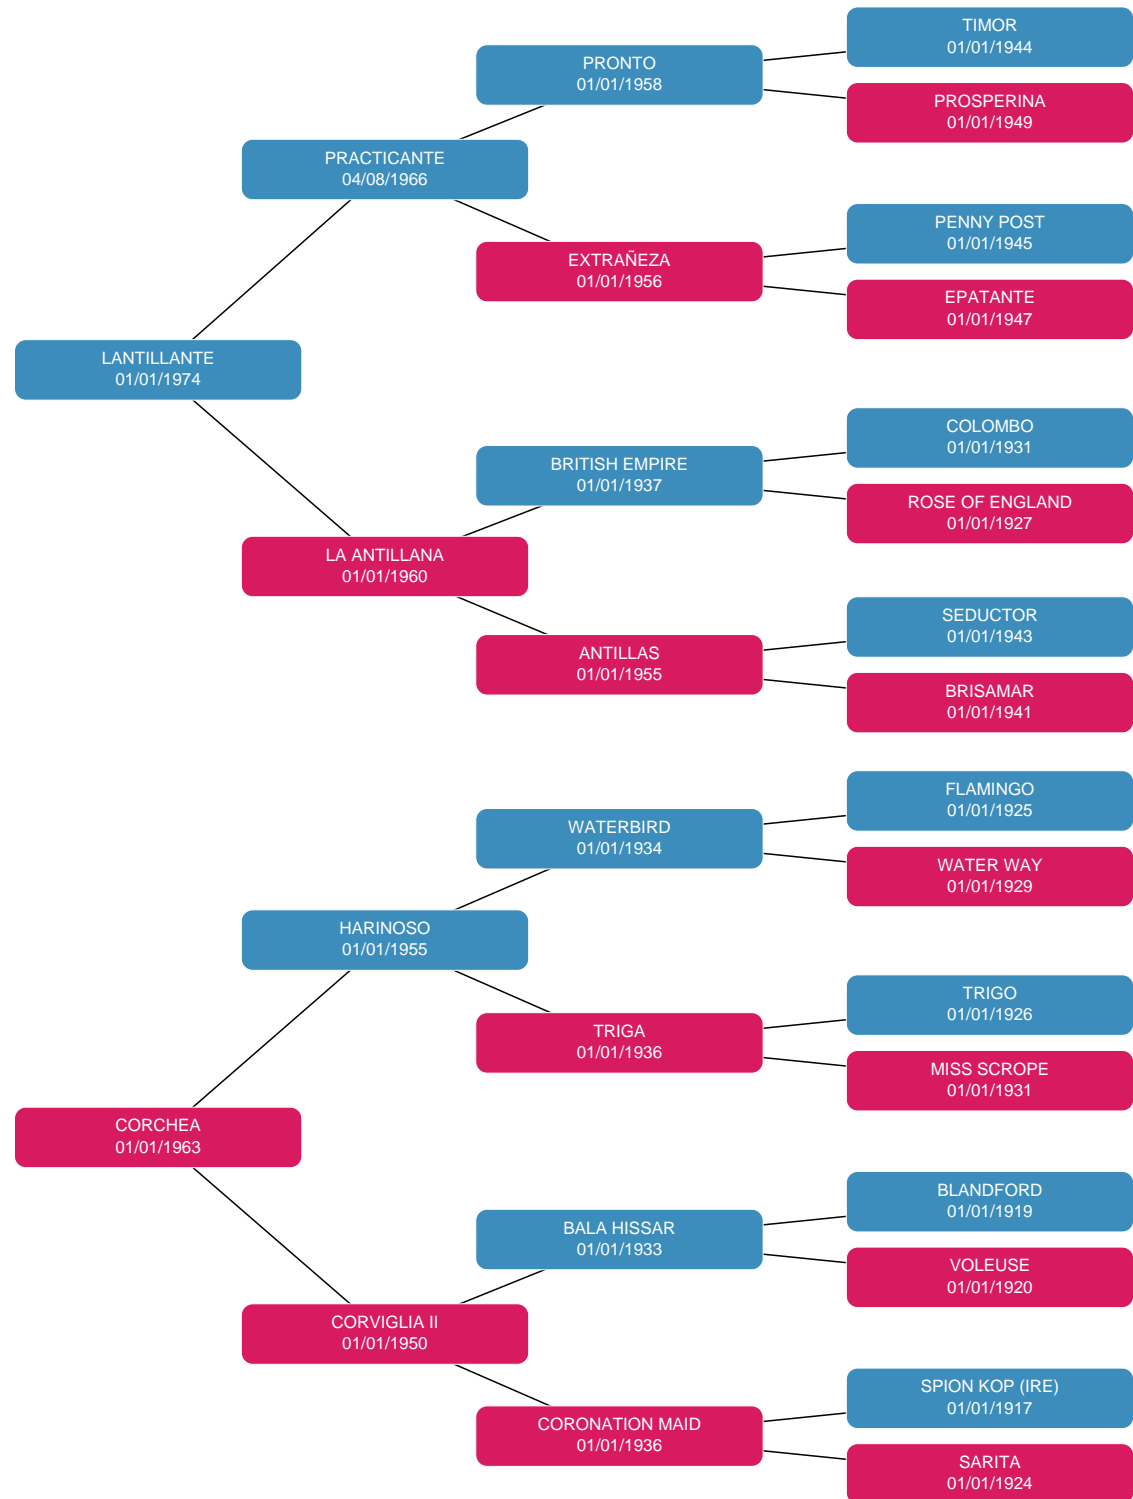 TIMOR
01/01/1944
PRONTO
01/01/1958
PROSPERINA
01/01/1949
PRACTICANTE
04/08/1966
PENNY POST
01/01/1945
EXTRAÑEZA
01/01/1956
EPATANTE
01/01/1947
LANTILLANTE
01/01/1974
COLOMBO
01/01/1931
BRITISH EMPIRE
01/01/1937
ROSE OF ENGLAND
01/01/1927
LA ANTILLANA
01/01/1960
SEDUCTOR
01/01/1943
ANTILLAS
01/01/1955
BRISAMAR
01/01/1941
FLAMINGO
01/01/1925
WATERBIRD
01/01/1934
WATER WAY
01/01/1929
HARINOSO
01/01/1955
TRIGO
01/01/1926
TRIGA
01/01/1936
MISS SCROPE
01/01/1931
CORCHEA
01/01/1963
BLANDFORD
01/01/1919
BALA HISSAR
01/01/1933
VOLEUSE
01/01/1920
CORVIGLIA II
01/01/1950
SPION KOP (IRE)
01/01/1917
CORONATION MAID
01/01/1936
SARITA
01/01/1924